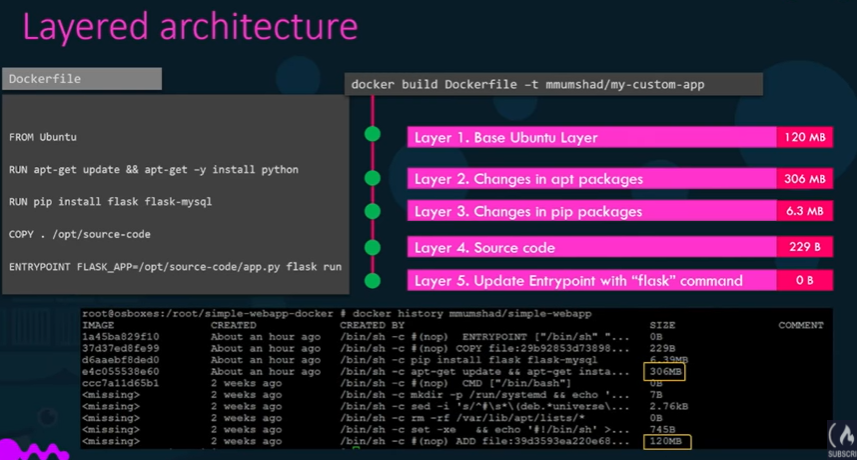 Layered architecture
Dockerfile
docker build Dockerfile –t mmumshad/my-custom-app
FROM Ubuntu
RUN apt-get update && apt-get –y install python
RUN pip install flask flask-mysql
COPY . /opt/source-code
ENTRYPOINT FLASK_APP=/opt/source-code/app.py flask run
Layer 1. Base Ubuntu Layer 120 MB
Layer 2. Changes in apt packages 306 MB
Layer 3. Changes in pip packages 6.3 MB
Layer 4. Source code 229 B
Layer 5. Update Entrypoint with “flask” command 0 B
root@osboxes:/root/simple-webapp-docker # docker history mmumshad/simple-webapp
IMAGE CREATED CREATED BY SIZE COMMENT
1a45ba829f10 About an hour ago /bin/sh -c #(nop) ENTRYPOINT ["/bin/sh" "... 0B
37d37ed8fe99 About an hour ago /bin/sh -c #(nop) COPY file:29b92853d73898... 229B
d6aaebf8ded0 About an hour ago /bin/sh -c pip install flask flask-mysql 6.39MB
e4c055538e60 About an hour ago /bin/sh -c apt-get update && apt-get insta... 306MB
ccc7a11d65b1 2 weeks ago /bin/sh -c #(nop) CMD ["/bin/bash"] 0B
<missing> 2 weeks ago /bin/sh -c mkdir -p /run/systemd && echo '... 7B
<missing> 2 weeks ago /bin/sh -c sed -i 's/^#\s*\(deb.*universe\... 2.76kB
<missing> 2 weeks ago /bin/sh -c rm -rf /var/lib/apt/lists/* 0B
<missing> 2 weeks ago /bin/sh -c set -xe && echo '#!/bin/sh' >... 745B
<missing> 2 weeks ago /bin/sh -c #(nop) ADD file:39d3593ea220e68... 120MB
SUBSCRI